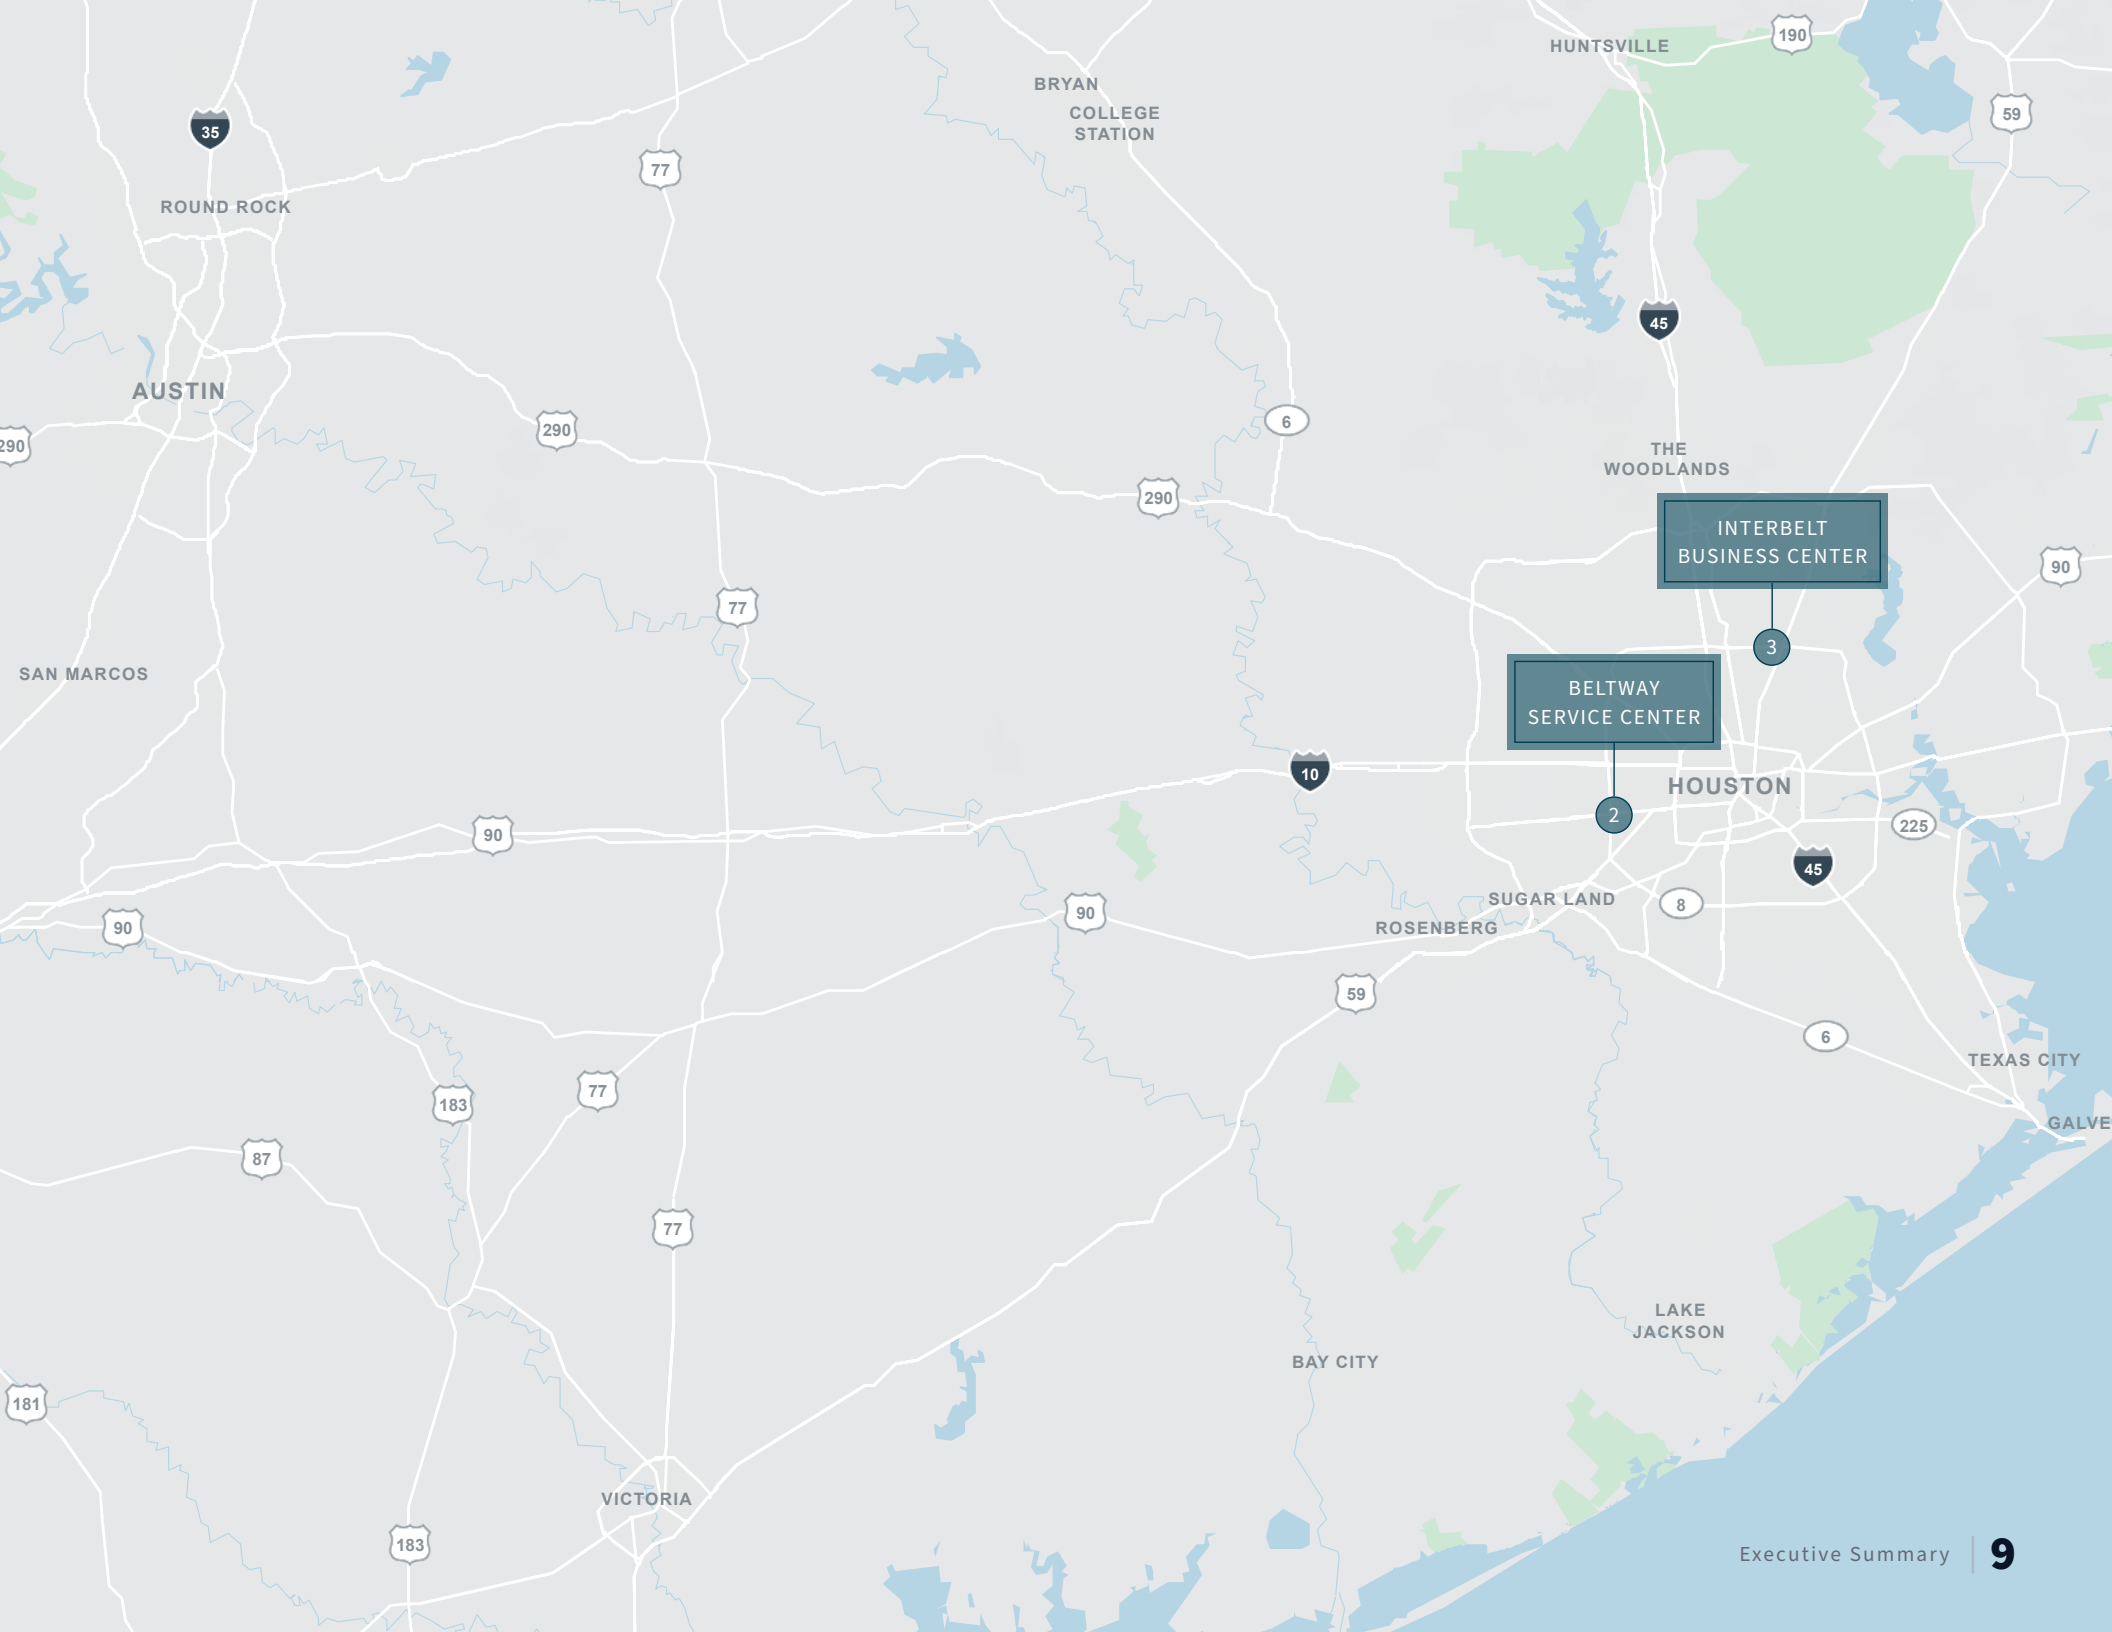 HUNTSVILLE
190
BRYAN
COLLEGE
STATION
59
35
77
ROUND ROCK
45
AUSTIN
290
290
6
THE
WOODLANDS
290
INTERBELT
BUSINESS CENTER
90
77
3
SAN MARCOS
BELTWAY
SERVICE CENTER
10
HOUSTON
2
225
90
45
SUGAR LAND
8
90
90
ROSENBERG
59
6
TEXAS CITY
183
77
GALVE
87
77
LAKE
JACKSON
BAY CITY
181
VICTORIA
183
Executive Summary
9